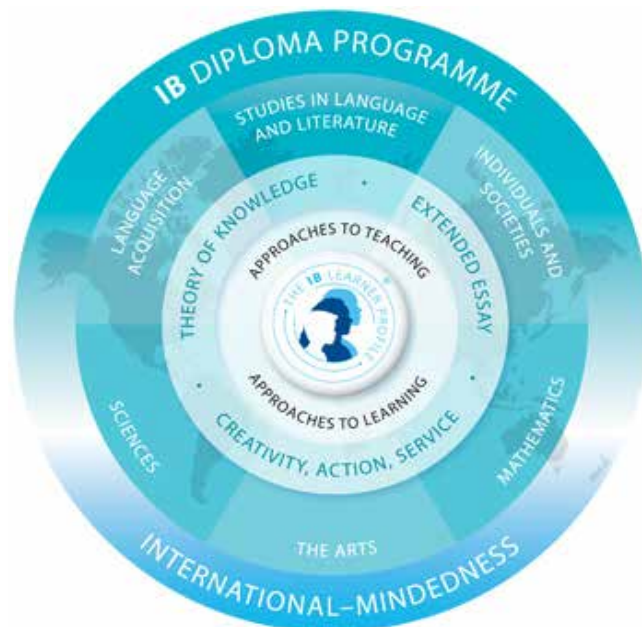 IB DIPLOMA PROGRAMME
STUDIES IN LANGUAGE
AND LITERATURE
LANGUAGE
ACQUISITION
INDIVIDUALS AND
SOCIETIES
THEORY OF KNOWLEDGE
EXTENDED ESSAY
APPROACHES TO TEACHING
THE IB LEARNER PROFILE
®
APPROACHES TO LEARNING
CREATIVITY, ACTION, SERVICE
SCIENCES
MATHEMATICS
THE ARTS
INTERNATIONAL–MINDEDNESS